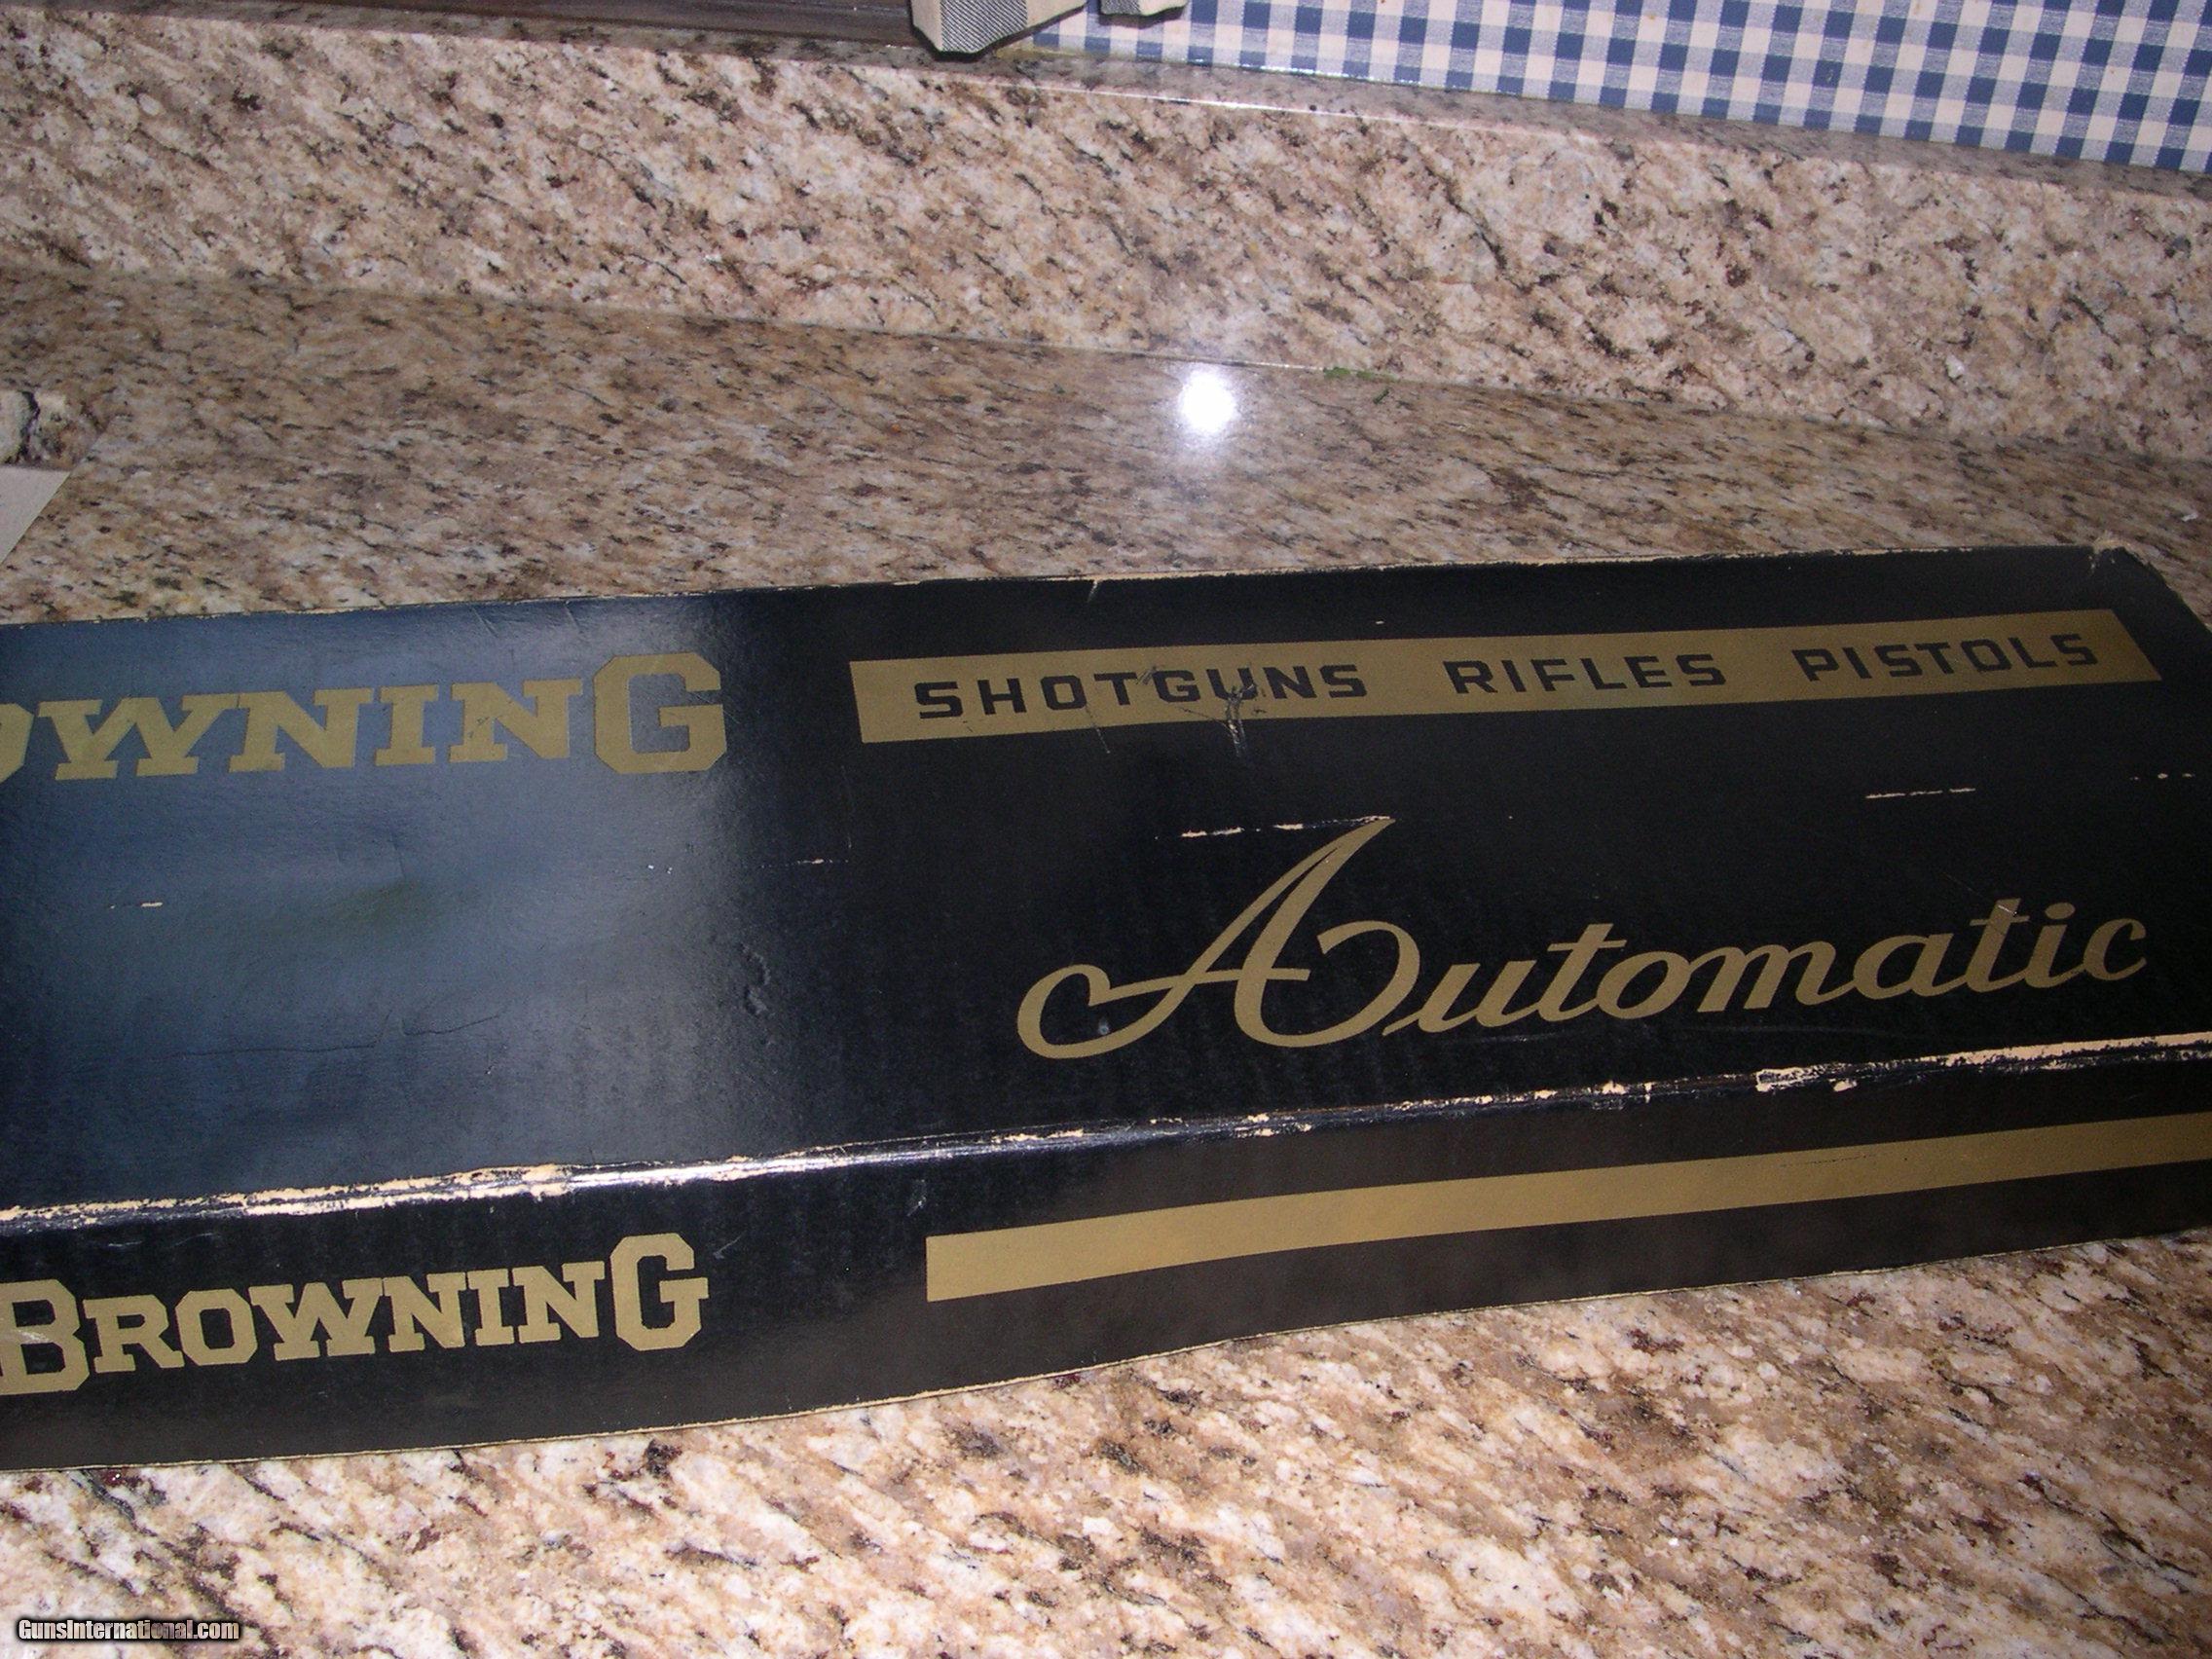 OWNING
SHOTGUNS RIFLES PISTOLS
Automatic
BROWNING
GunsInternational.com